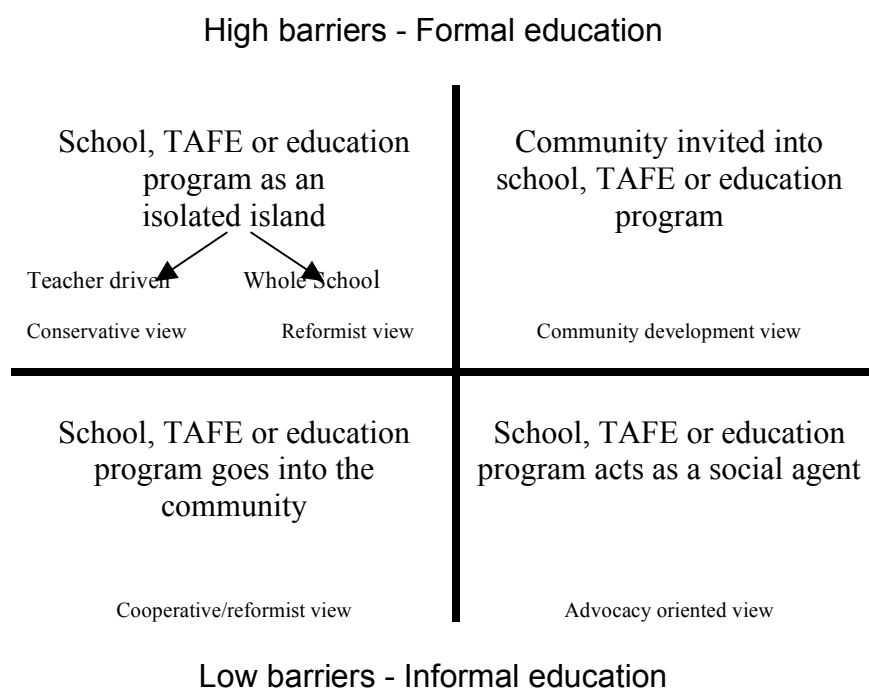 High barriers - Formal education
School, TAFE or education
program as an
isolated island
Teacher driven
Whole School
Conservative view
Reformist view
Community invited into
school, TAFE or education
program
Community development view
School, TAFE or education
program goes into the
community
Cooperative/reformist view
School, TAFE or education
program acts as a social agent
Advocacy oriented view
Low barriers - Informal education